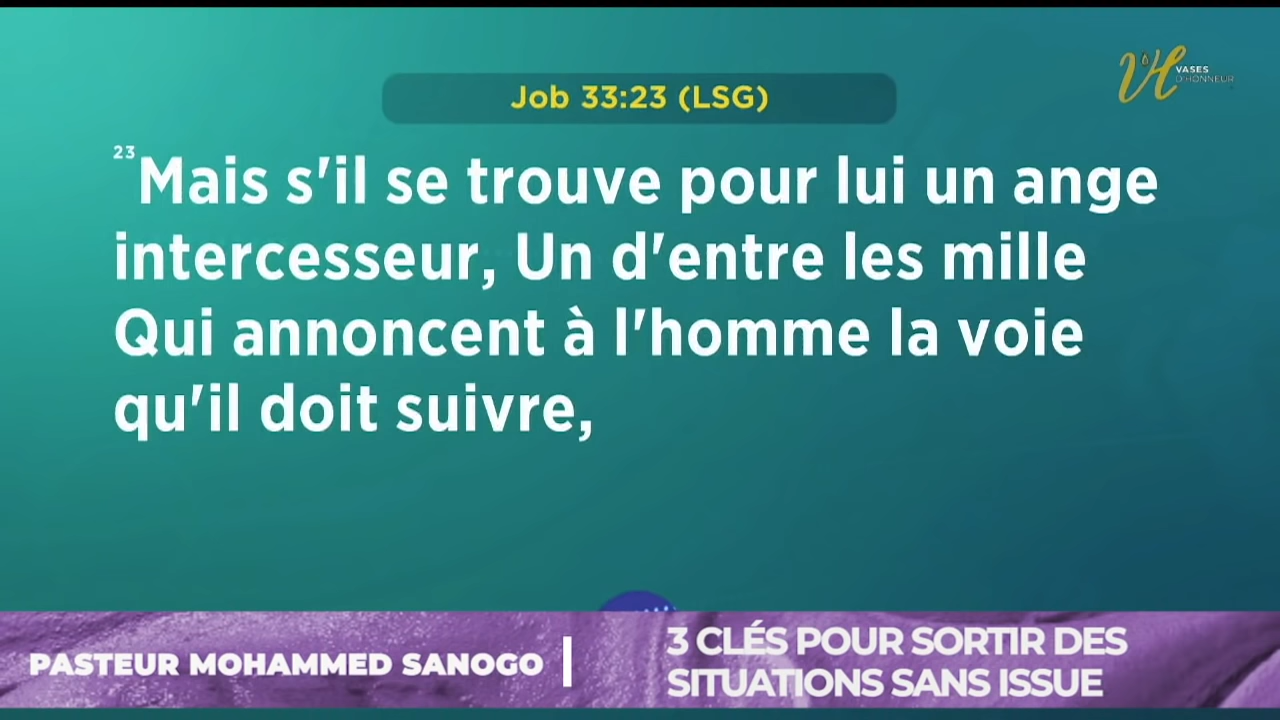 VASES
D'HONNEUR
Job 33:23 (LSG)
23 Mais s'il se trouve pour lui un ange
intercesseur, Un d'entre les mille
Qui annoncent à l'homme la voie
qu'il doit suivre,
PASTEUR MOHAMMED SANOGO
3 CLÉS POUR SORTIR DES
SITUATIONS SANS ISSUE